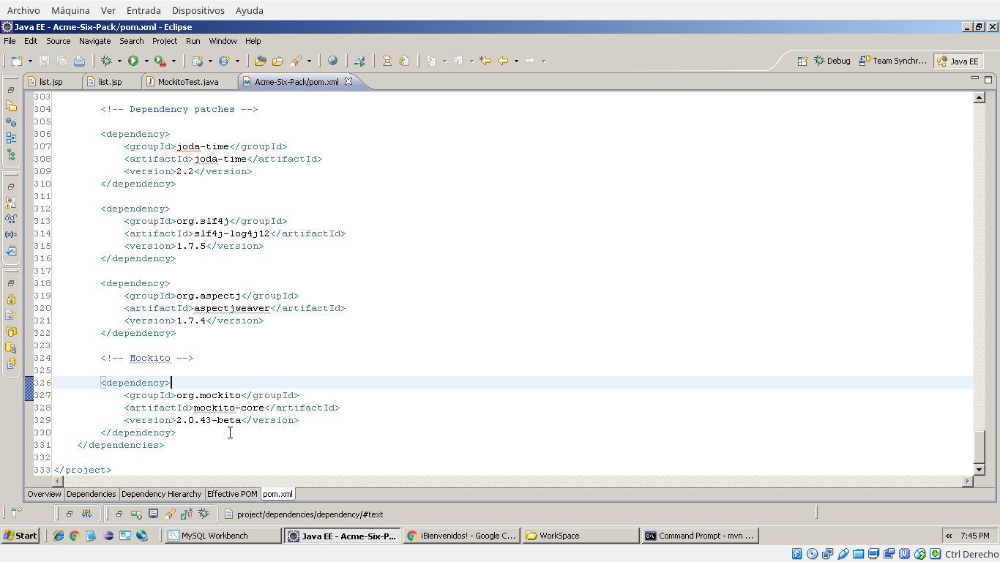 Archivo Máquina Ver Entrada Dispositivos Ayuda
Java EE - Acme-Six-Pack/pom.xml - Eclipse
File Edit Source Navigate Search Project Run Window Help
Debug Team Synchr... Java EE
list.jsp list.jsp MockitoTest.java Acme-Six-Pack/pom.xml
303
304 <!-- Dependency patches -->
305
306 <dependency>
307 <groupId>joda-time</groupId>
308 <artifactId>joda-time</artifactId>
309 <version>2.2</version>
310 </dependency>
311
312 <dependency>
313 <groupId>org.slf4j</groupId>
314 <artifactId>slf4j-log4j12</artifactId>
315 <version>1.7.5</version>
316 </dependency>
317
318 <dependency>
319 <groupId>org.aspectj</groupId>
320 <artifactId>aspectjweaver</artifactId>
321 <version>1.7.4</version>
322 </dependency>
323
324 <!-- Mockito -->
325
326 <dependency>
327 <groupId>org.mockito</groupId>
328 <artifactId>mockito-core</artifactId>
329 <version>2.0.43-beta</version>
330 </dependency>
331 </dependencies>
332
333 </project>
Overview Dependencies Dependency Hierarchy Effective POM pom.xml
project/dependencies/dependency/#text
Start MySQL Workbench Java EE - Acme-Six-P... ¡Bienvenidos! - Google C... WorkSpace Command Prompt - mvn ... « 7:45 PM
Ctrl Derecho